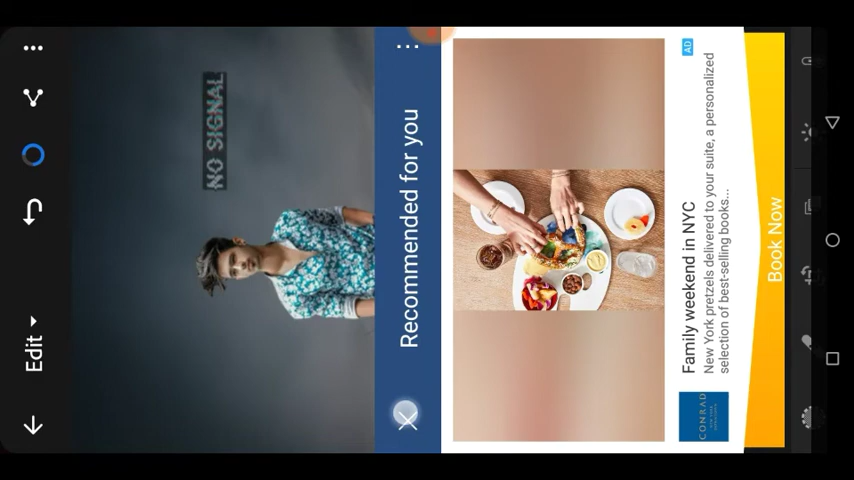 Edit
NO SIGNAL
Recommended for you
AD
Family weekend in NYC
New York pretzels delivered to your suite, a personalized
selection of best-selling books...
CONRAD
Book Now